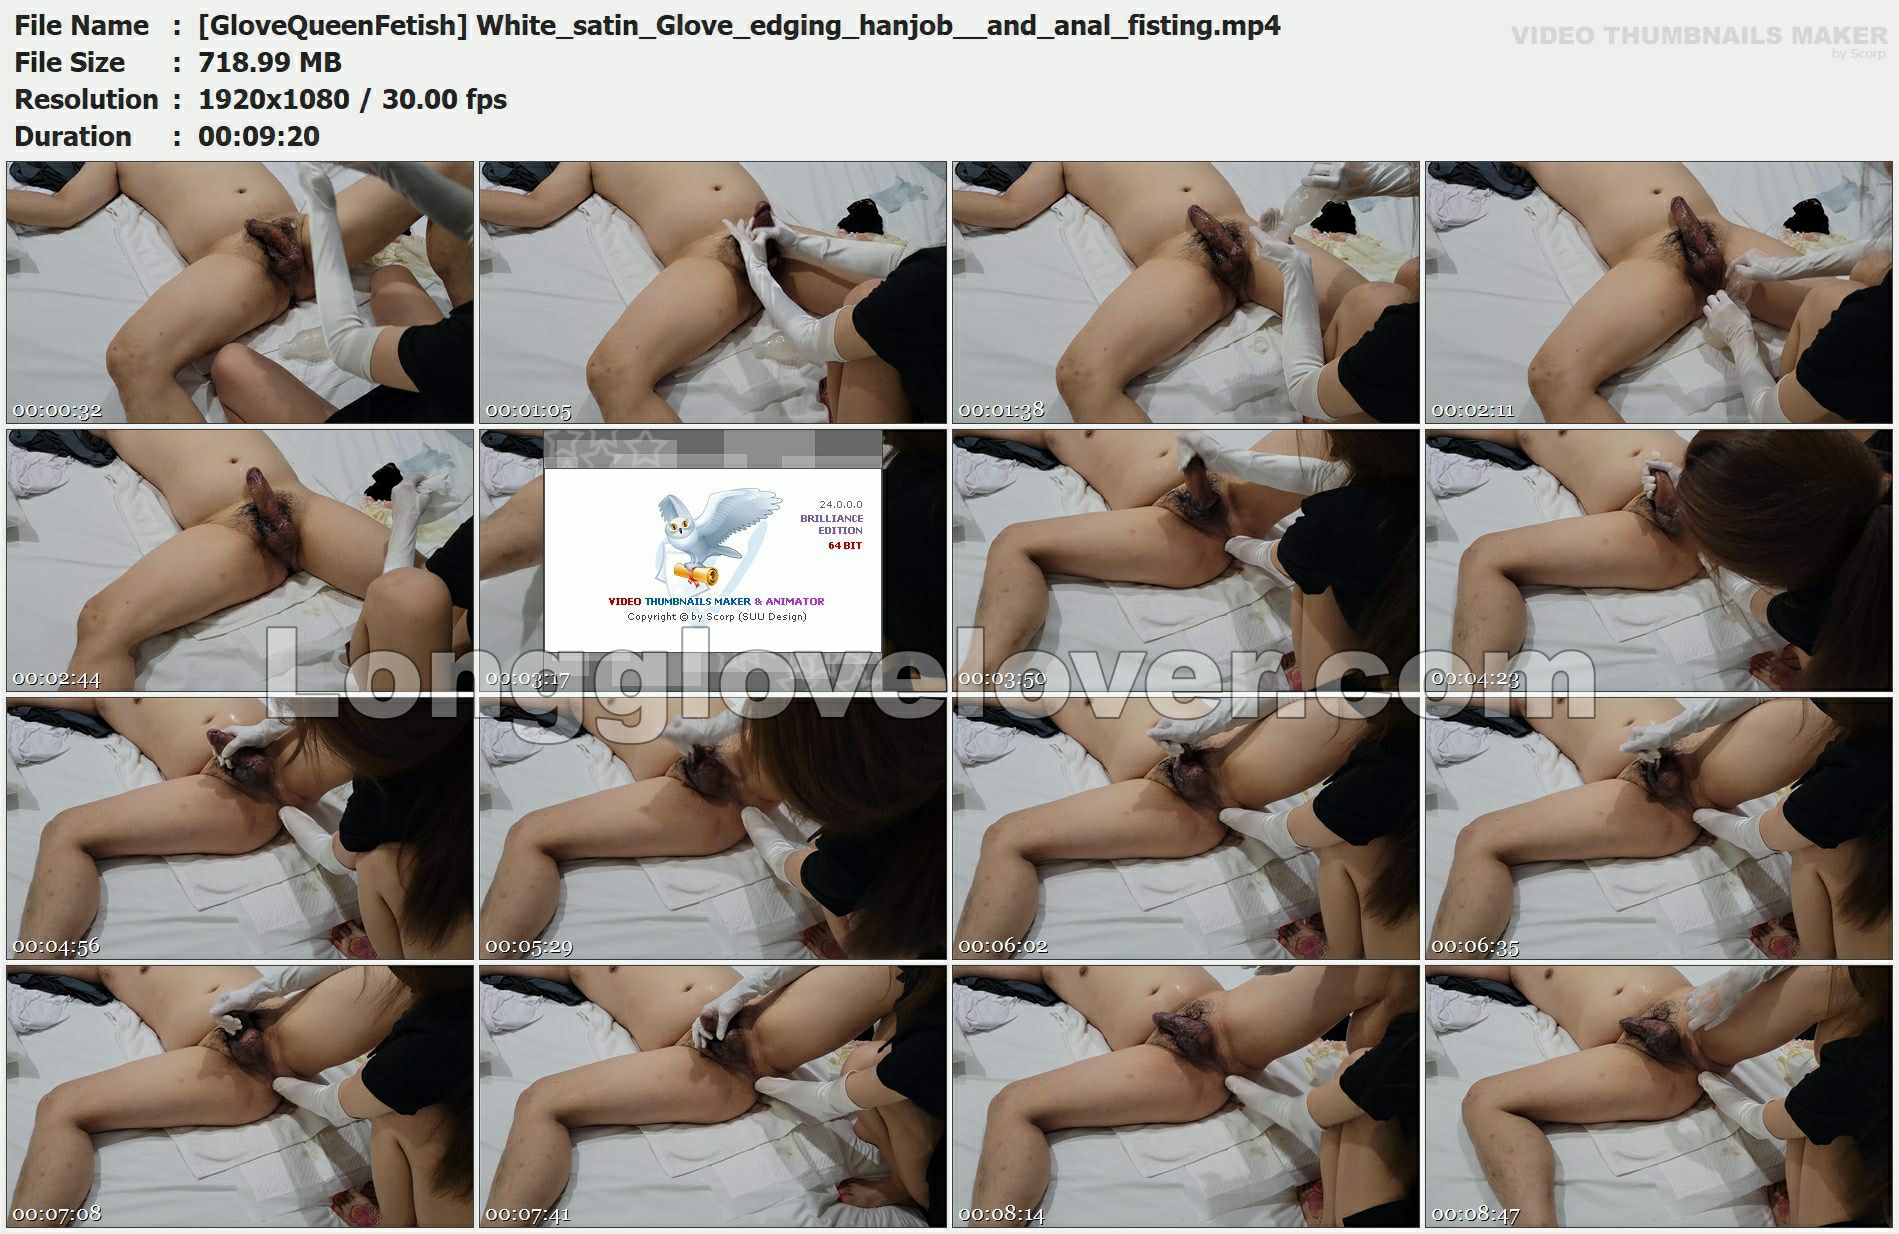 File Name : [GloveQueenFetish] White_satin_Glove_edging_hanjob__and_anal_fisting.mp4
VIDEO THUMBNAILS MAKER
by Scorp
File Size : 718.99 MB
Resolution : 1920x1080 / 30.00 fps
Duration : 00:09:20
00:00:32
00:01:05
00:01:38
00:02:11
24.0.0.0
BRILLIANCE
EDITION
64 BIT
VIDEO THUMBNAILS MAKER & ANIMATOR
Copyright © by Scorp (SUU Design)
00:02:44
00:03:17
00:03:50
00:04:23
Longglovelover.com
00:04:56
00:05:29
00:06:02
00:06:35
00:07:08
00:07:41
00:08:14
00:08:47